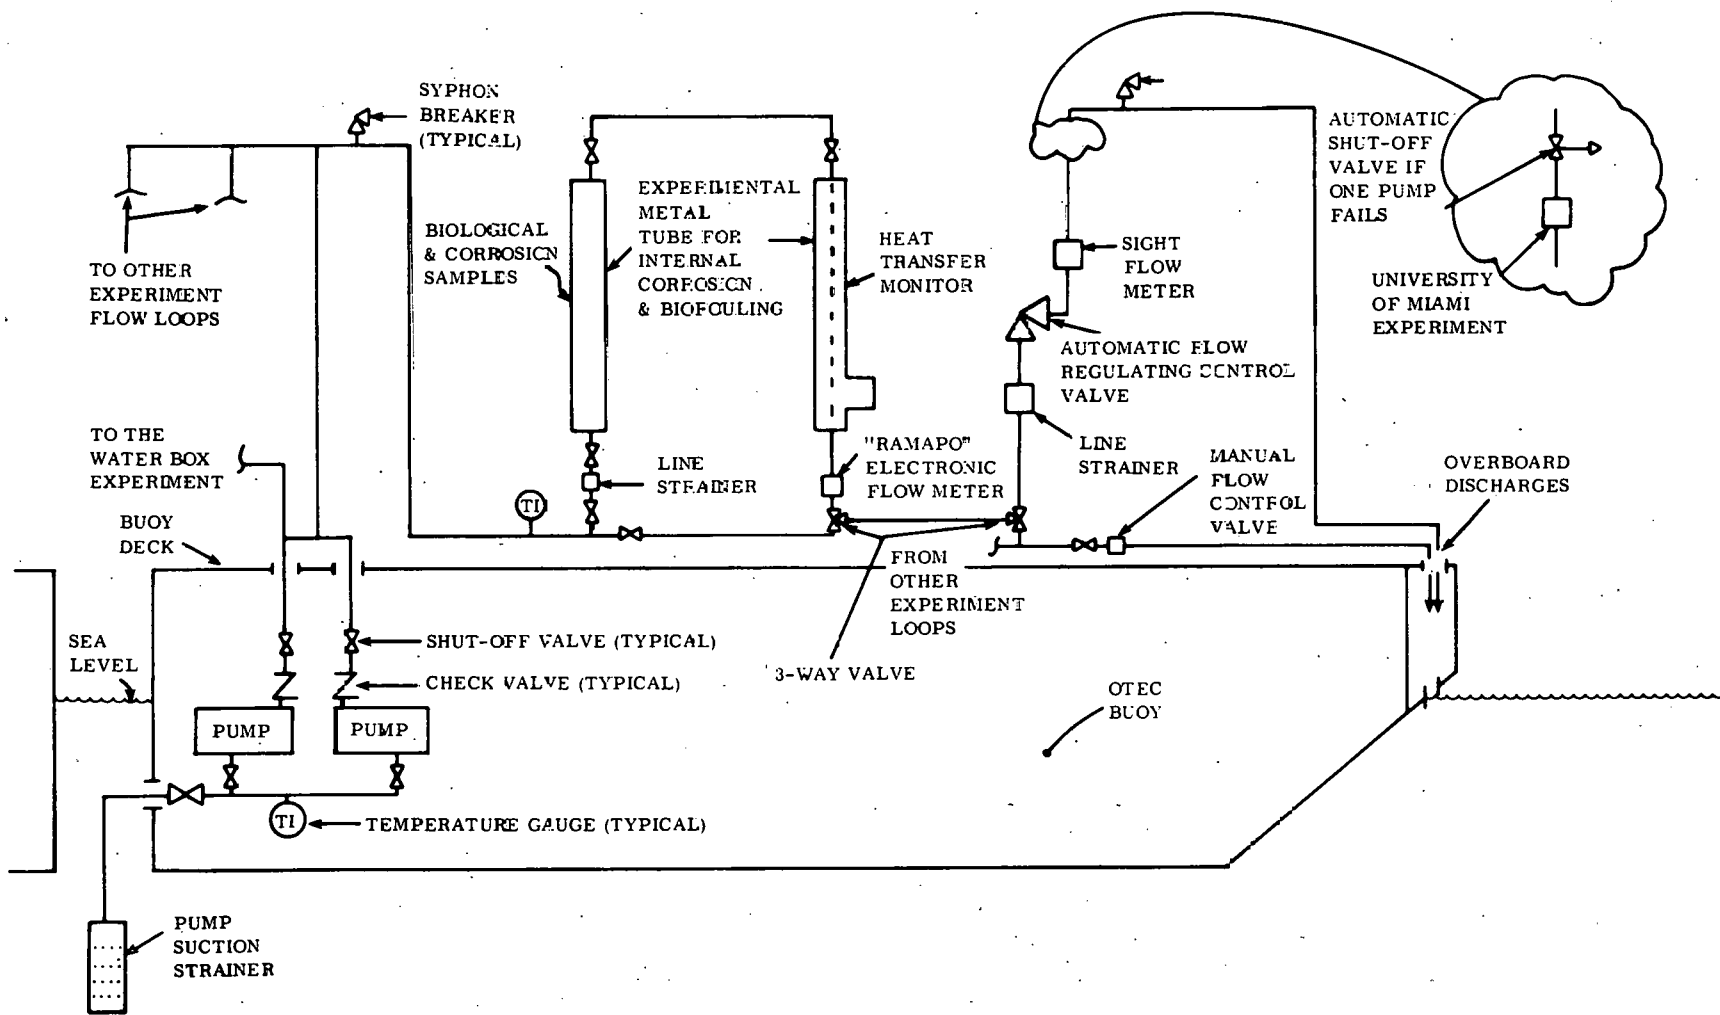 SYPHON
BREAKER
(TYPICAL)
AUTOMATIC
SHUT-OFF
VALVE IF
ONE PUMP
FAILS
UNIVERSITY
OF MIAMI
EXPERIMENT
EXPERIMENTAL
METAL
TUBE FOR
INTERNAL
CORROSION
& BIOFOULING
BIOLOGICAL
& CORROSION
SAMPLES
HEAT
TRANSFER
MONITOR
SIGHT
FLOW
METER
TO OTHER
EXPERIMENT
FLOW LOOPS
AUTOMATIC FLOW
REGULATING CONTROL
VALVE
TO THE
WATER BOX
EXPERIMENT
LINE
STRAINER
"RAMAPO"
ELECTRONIC
FLOW METER
LINE
STRAINER
MANUAL
FLOW
CONTROL
VALVE
OVERBOARD
DISCHARGES
TI
BUOY
DECK
FROM
OTHER
EXPERIMENT
LOOPS
SEA
LEVEL
SHUT-OFF VALVE (TYPICAL)
CHECK VALVE (TYPICAL)
3-WAY VALVE
OTEC
BUOY
PUMP
PUMP
TI
TEMPERATURE GAUGE (TYPICAL)
PUMP
SUCTION
STRAINER